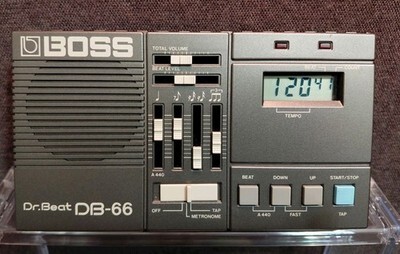 BOSS
TOTAL VOLUME
BEAT LEVEL
120 41
TEMPO
A 440
BEAT DOWN UP START/STOP
OFF TAP
METRONOME
A 440 FAST TAP
Dr.Beat DB-66